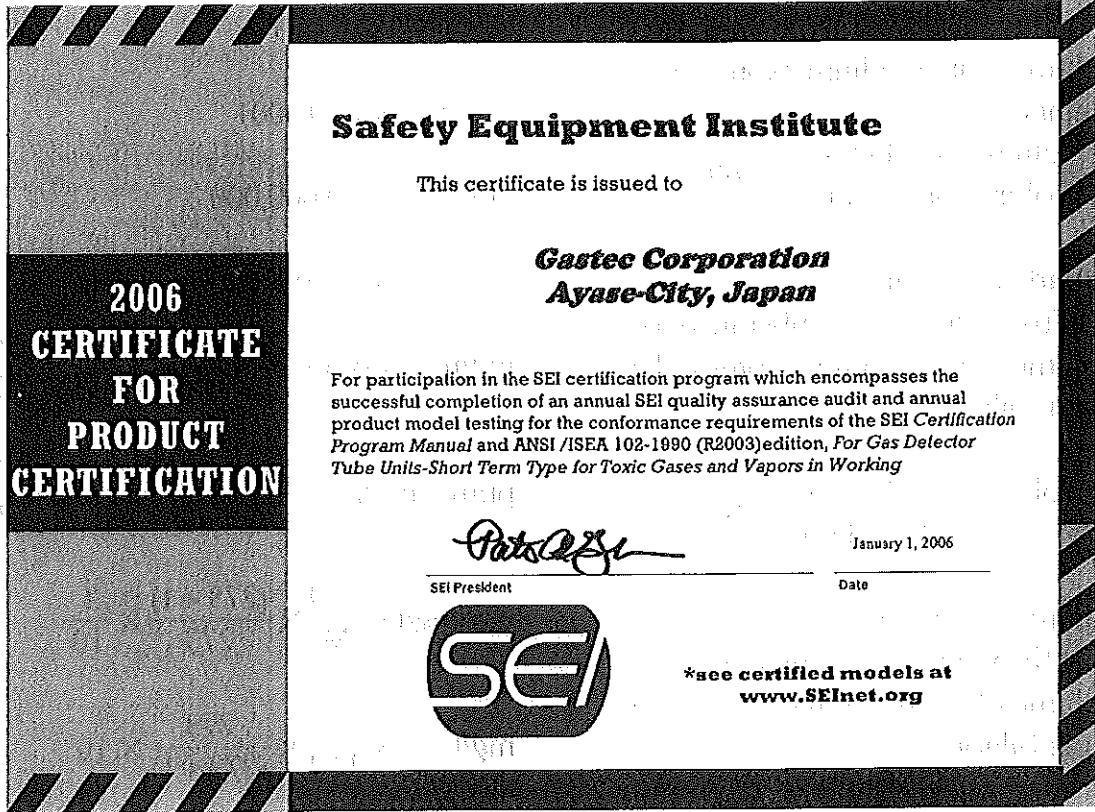 2006
CERTIFICATE
FOR
PRODUCT
CERTIFICATION
Safety Equipment Institute
This certificate is issued to
Gastec Corporation
Ayase-City, Japan
For participation in the SEI certification program which encompasses the
successful completion of an annual SEI quality assurance audit and annual
product model testing for the conformance requirements of the SEI Certification
Program Manual and ANSI /ISEA 102-1990 (R2003)edition, For Gas Detector
Tube Units-Short Term Type for Toxic Gases and Vapors in Working
January 1, 2006
SEI President
Date
SEI
*see certified models at
www.SEInet.org